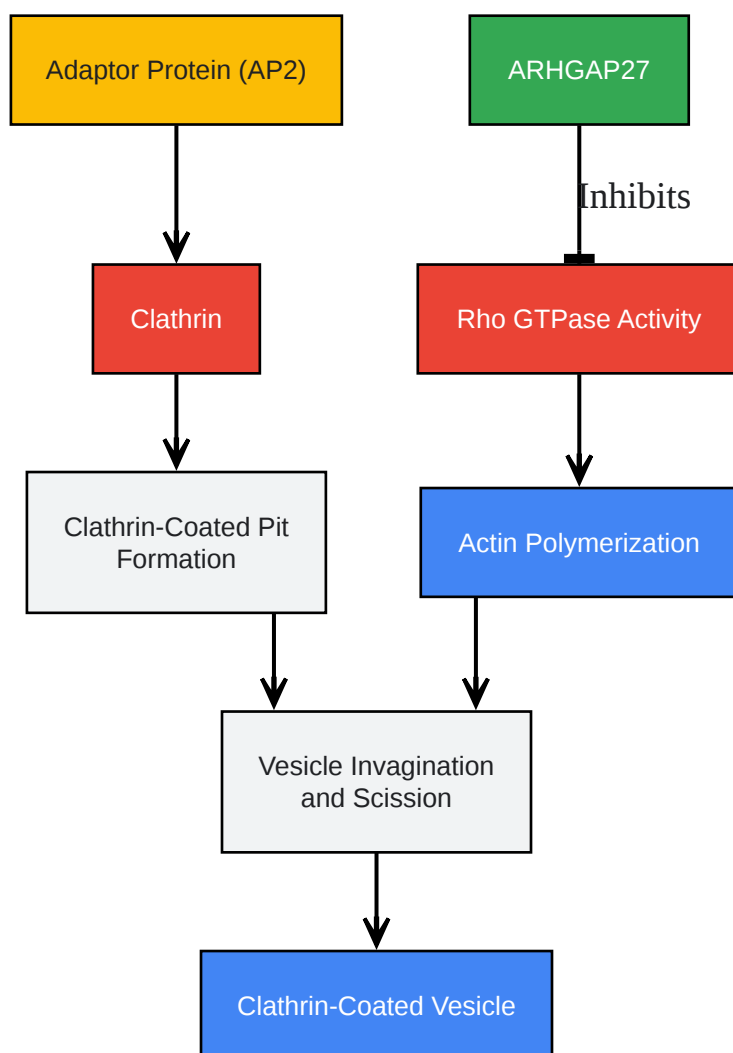 Adaptor Protein (AP2)
ARHGAP27
Inhibits
Clathrin
Rho GTPase Activity
Clathrin-Coated Pit
Formation
Actin Polymerization
Vesicle Invagination
and Scission
Clathrin-Coated Vesicle